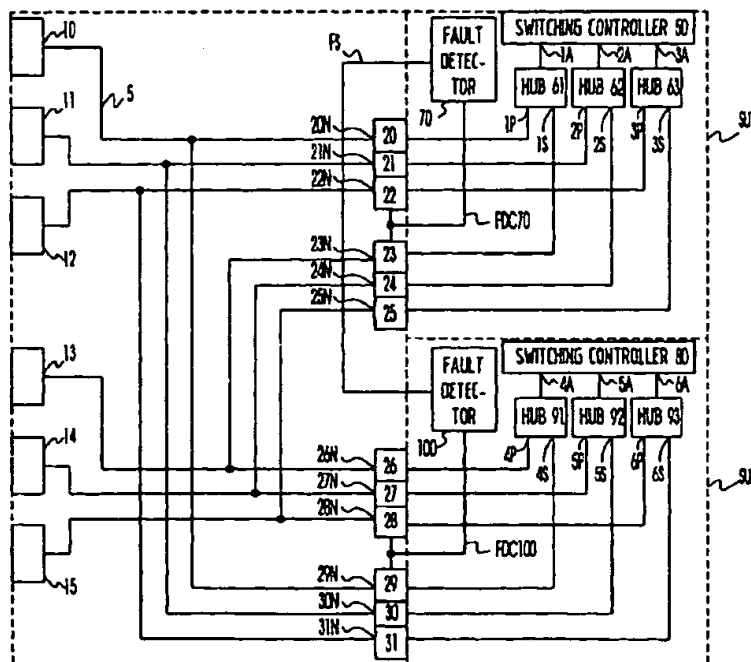 10
5
11
12
13
14
15
FS
FAULT
DETEC-
TOR
70
SWITCHING CONTROLLER 50
1A
2A
3A
HUB 61
HUB 62
HUB 63
1P
1S
2P
2S
3P
3S
SU
20N
20
21N
21
22N
22
FDC70
23N
23
24N
24
25N
25
FAULT
DETEC-
TOR
100
SWITCHING CONTROLLER 80
4A
5A
6A
HUB 91
HUB 92
HUB 93
4P
4S
5P
5S
6P
6S
SU
26N
26
27N
27
28N
28
FDC100
29N
29
30N
30
31N
31